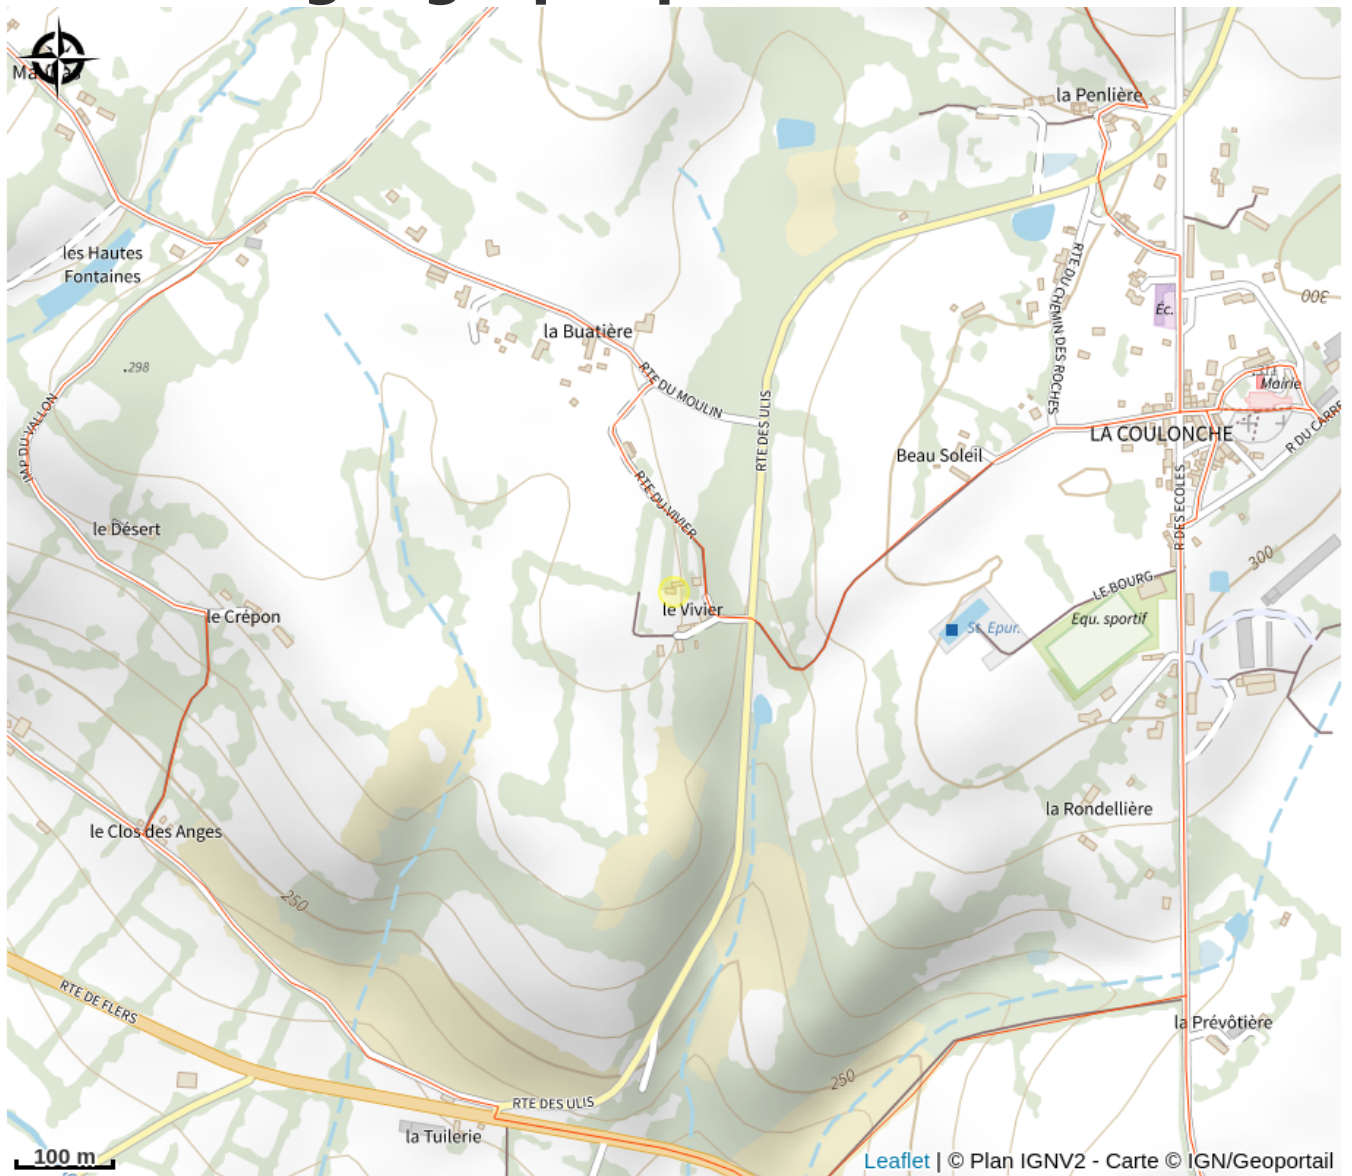 la Penlière
les Hautes
Fontaines
RTE DU CHEMIN DES ROCHES
300
Éc.
la Buatière
.298
RTE DU MOULIN
RTE DES ULIS
Mairie
IMP DU VALLON
LA COULONCHE
R DU CARRE
Beau Soleil
RTE DU VIVIER
R DES ECOLES
le Désert
300
LE BOURG
le Vivier
le Crépon
St. Epur.
Equ. sportif
la Rondellière
le Clos des Anges
250
RTE DE FLERS
la Prévôtière
250
RTE DES ULIS
la Tuilerie
100 m
Leaflet | © Plan IGNV2 - Carte © IGN/Geoportail